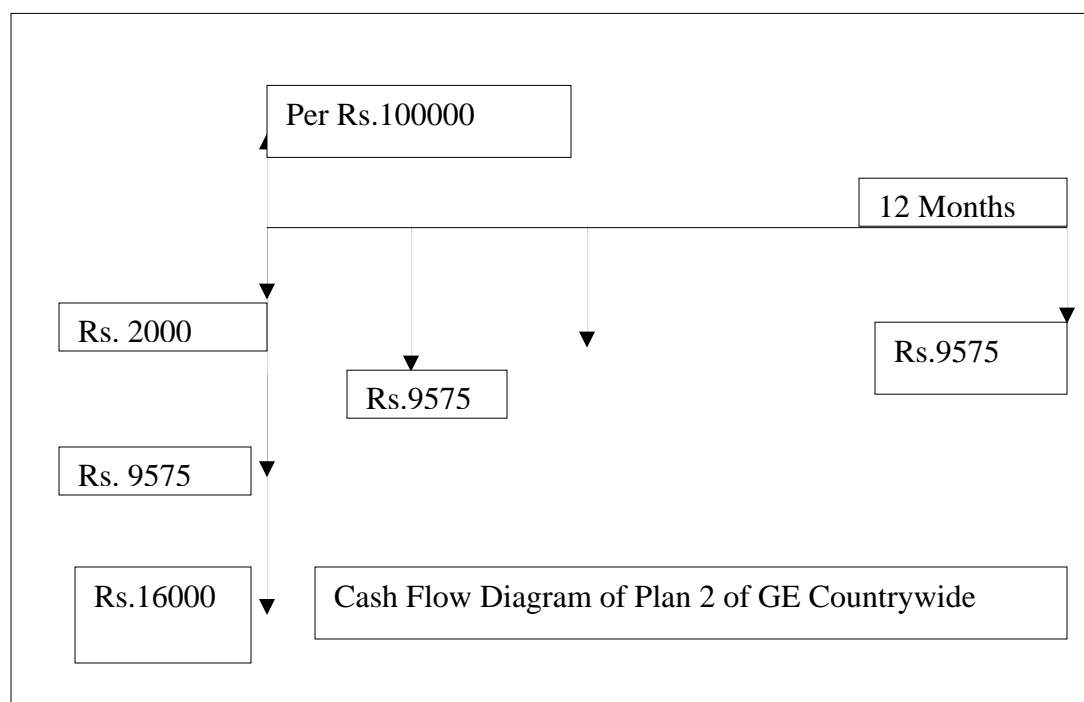 Per Rs.100000
12 Months
Rs. 2000
Rs.9575
Rs.9575
Rs. 9575
Rs.16000
Cash Flow Diagram of Plan 2 of GE Countrywide